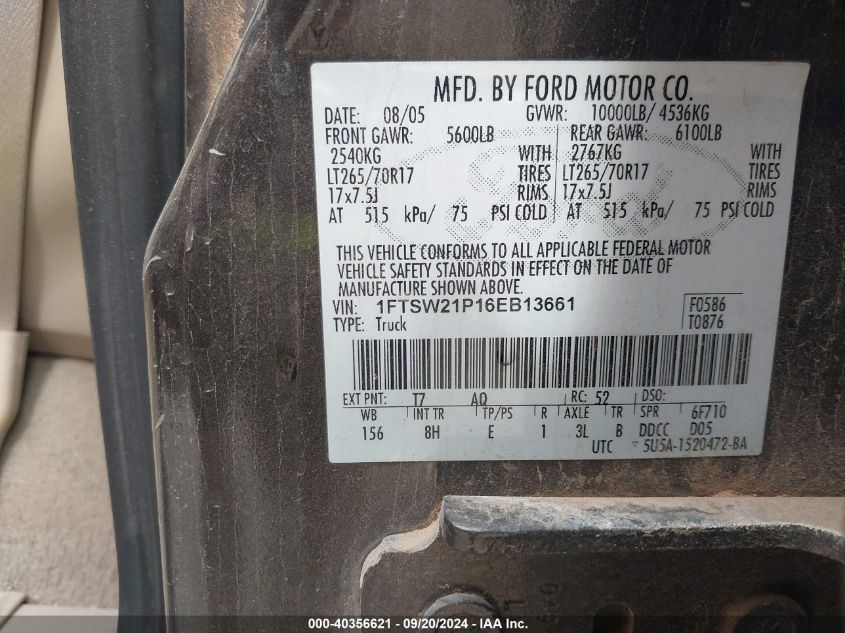 MFD. BY FORD MOTOR CO.
DATE: 08/05 GVWR: 10000LB/ 4536KG
FRONT GAWR: 5600LB REAR GAWR: 6100LB
2540KG WITH 2767KG WITH
LT265/70R17 TIRES LT265/70R17 TIRES
17x7.5J RIMS 17x7.5J RIMS
AT 515 kPa/ 75 PSI COLD AT 515 kPa/ 75 PSI COLD
THIS VEHICLE CONFORMS TO ALL APPLICABLE FEDERAL MOTOR
VEHICLE SAFETY STANDARDS IN EFFECT ON THE DATE OF
MANUFACTURE SHOWN ABOVE.
VIN: 1FTSW21P16EB13661 F0586
TYPE: Truck T0876
EXT PNT: T7 AQ RC: 52 DSO:
WB INT TR TP/PS R AXLE TR SPR 6F710
156 8H E 1 3L B DDCC D05
UTC 5U5A-1520472-BA
00-40356621 - 09/20/2024 - IAA Inc.